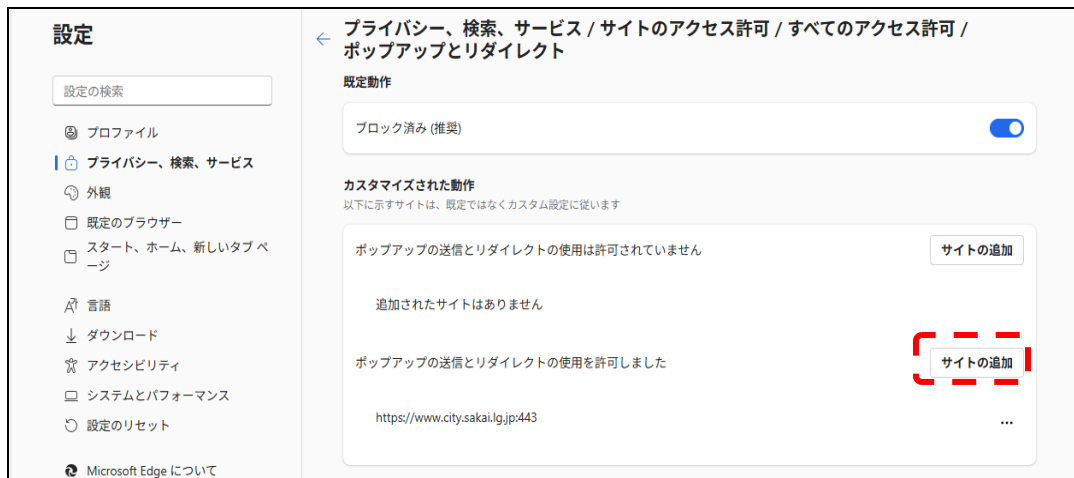 設定
設定の検索
プロファイル
プライバシー、検索、サービス
外観
既定のブラウザー
スタート、ホーム、新しいタブ ペ
ージ
言語
ダウンロード
アクセシビリティ
システムとパフォーマンス
設定のリセット
Microsoft Edge について
プライバシー、検索、サービス / サイトのアクセス許可 / すべてのアクセス許可 /
ポップアップとリダイレクト
既定動作
ブロック済み (推奨)
カスタマイズされた動作
以下に示すサイトは、既定ではなくカスタム設定に従います
ポップアップの送信とリダイレクトの使用は許可されていません
サイトの追加
追加されたサイトはありません
ポップアップの送信とリダイレクトの使用を許可しました
サイトの追加
https://www.city.sakai.lg.jp:443